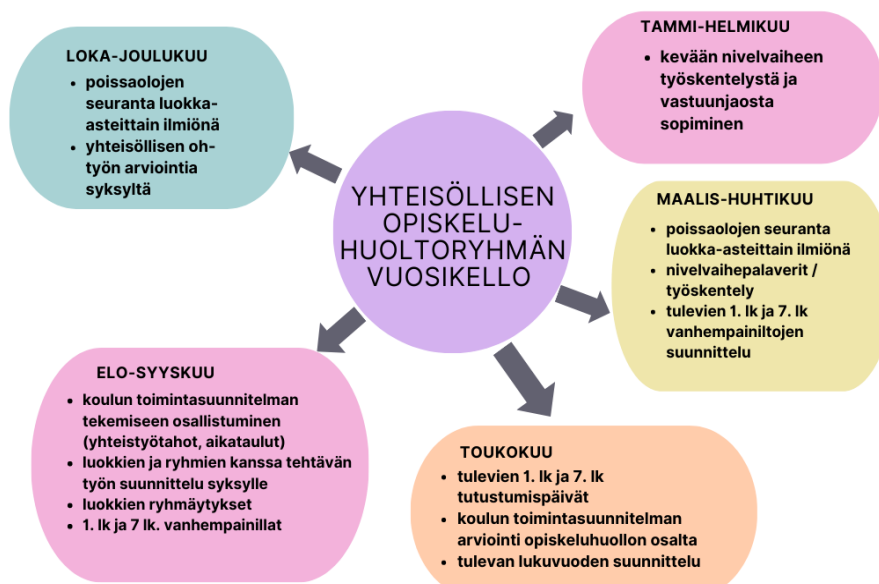 YHTEISÖLLISEN
OPISKELU-
HUOLTORYHMÄN
VUOSIKELLO
TAMMI-HELMIKUU
• kevään nivelvaiheen
työskentelystä ja
vastuunjaosta
sopiminen
MAALIS-HUHTIKUU
• poissaolojen seuranta
luokka-asteittain ilmiönä
• nivelvaihepalaverit /
työskentely
• tulevien 1. lk ja 7. lk
vanhempainiltojen
suunnittelu
TOUKOKUU
• tulevien 1. lk ja 7. lk
tutustumispäivät
• koulun toimintasuunnitelman
arviointi opiskeluhuollon osalta
• tulevan lukuvuoden suunnittelu
ELO-SYYSKUU
• koulun toimintasuunnitelman
tekemiseen osallistuminen
(yhteistyötahot, aikataulut)
• luokkien ja ryhmien kanssa tehtävän
työn suunnittelu syksylle
• luokkien ryhmäytykset
• 1. lk ja 7 lk. vanhempainillat
LOKA-JOULUKUU
• poissaolojen
seuranta luokka-
asteittain ilmiönä
• yhteisöllisen oh-
työn arviointia
syksyltä